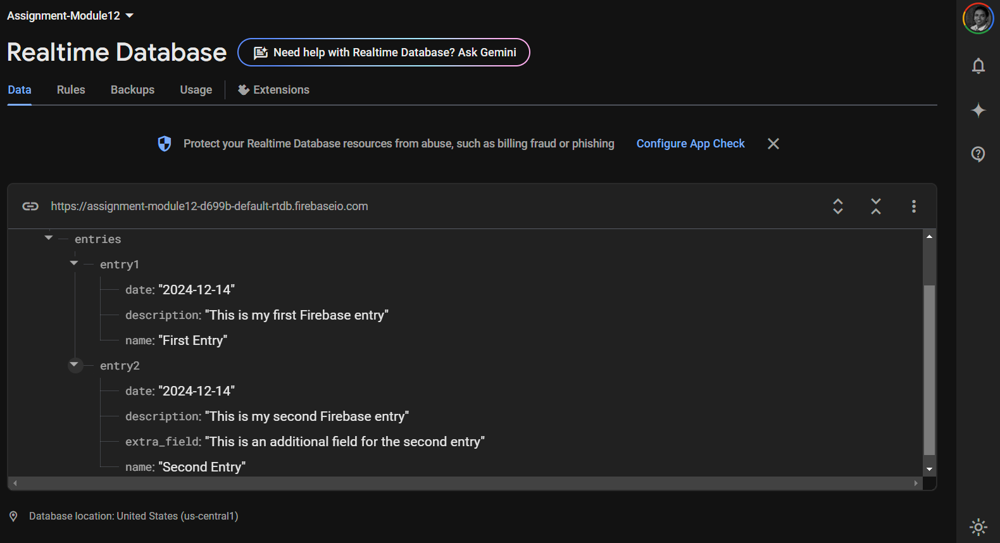 Assignment-Module12
Realtime Database
Need help with Realtime Database? Ask Gemini
Data Rules Backups Usage Extensions
Protect your Realtime Database resources from abuse, such as billing fraud or phishing Configure App Check
https://assignment-module12-d699b-default-rtdb.firebaseio.com
entries
entry1
date: "2024-12-14"
description: "This is my first Firebase entry"
name: "First Entry"
entry2
date: "2024-12-14"
description: "This is my second Firebase entry"
extra_field: "This is an additional field for the second entry"
name: "Second Entry"
Database location: United States (us-central1)